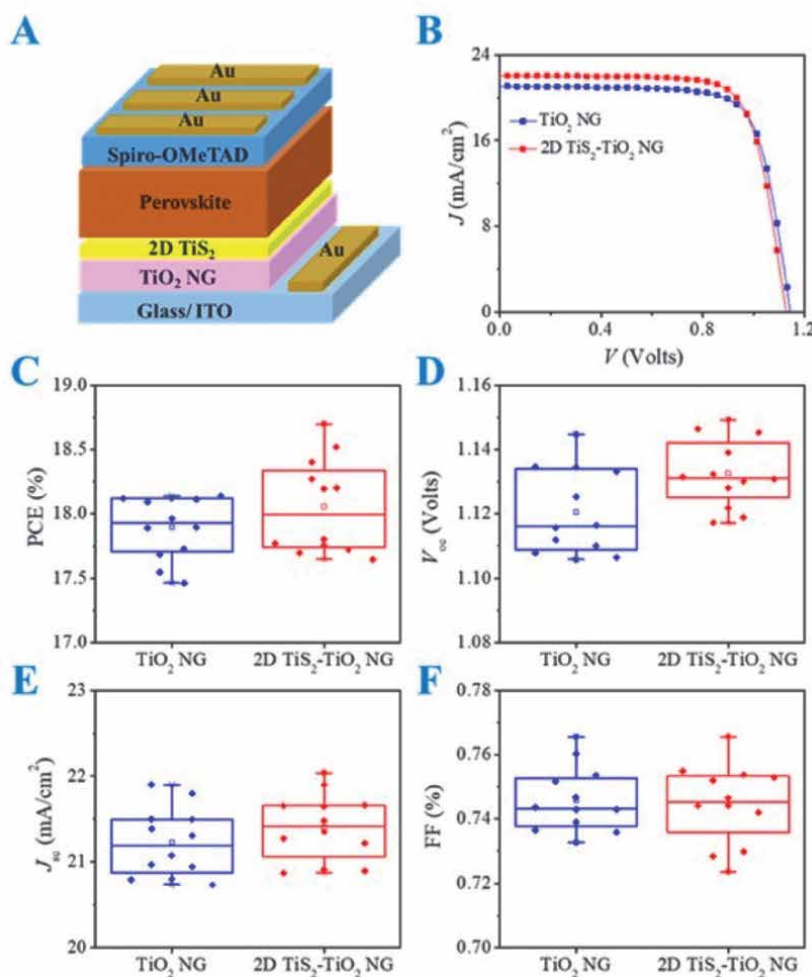 A
Au
Au
Au
Spiro-OMeTAD
Perovskite
2D TiS₂
TiO₂ NG
Au
Glass/ ITO
B
24
16
8
0
J (mA/cm²)
TiO₂ NG
2D TiS₂-TiO₂ NG
0.0 0.4 0.8 1.2
V (Volts)
C
19.0
18.5
18.0
17.5
17.0
PCE (%)
TiO₂ NG 2D TiS₂-TiO₂ NG
D
1.16
1.14
1.12
1.10
1.08
Voc (Volts)
TiO₂ NG 2D TiS₂-TiO₂ NG
E
23
22
21
20
(mA/cm²)
TiO₂ NG 2D TiS₂-TiO₂ NG
F
0.78
0.76
0.74
0.72
0.70
FF (%)
TiO₂ NG 2D TiS₂-TiO₂ NG